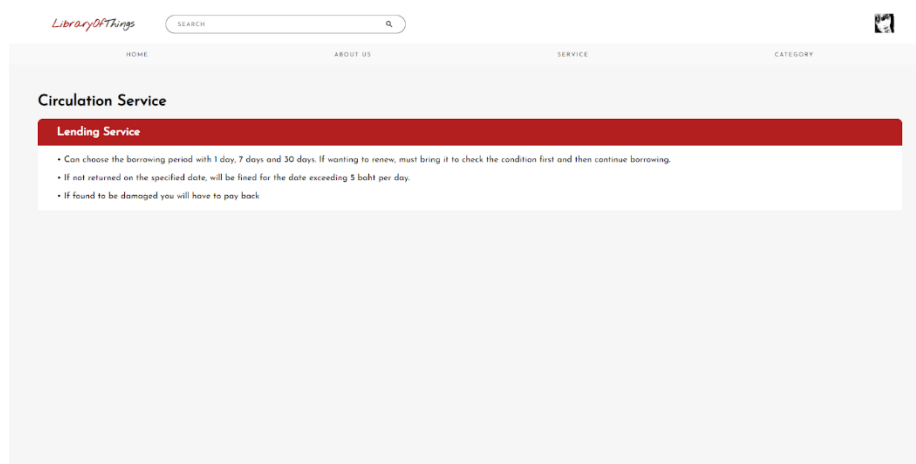 LibraryOfThings
SEARCH
HOME
ABOUT US
SERVICE
CATEGORY
Circulation Service
Lending Service
• Can choose the borrowing period with 1 day, 7 days and 30 days. If wanting to renew, must bring it to check the condition first and then continue borrowing.
• If not returned on the specified date, will be fined for the date exceeding 5 baht per day.
• If found to be damaged you will have to pay back